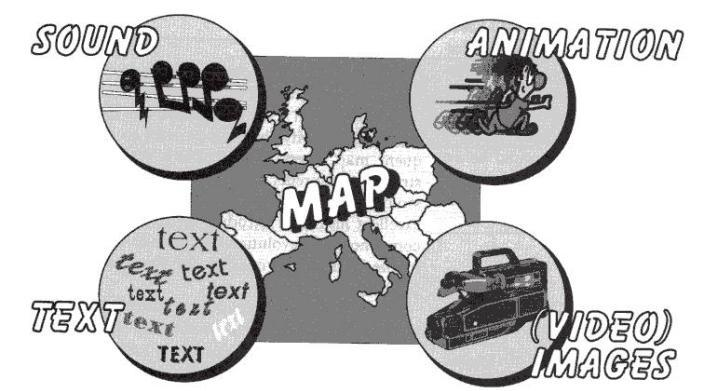 SOUND
ANIMATION
MAP
text
text text
text text text
text text
TEXT
TEXT
(VIDEO)
IMAGES